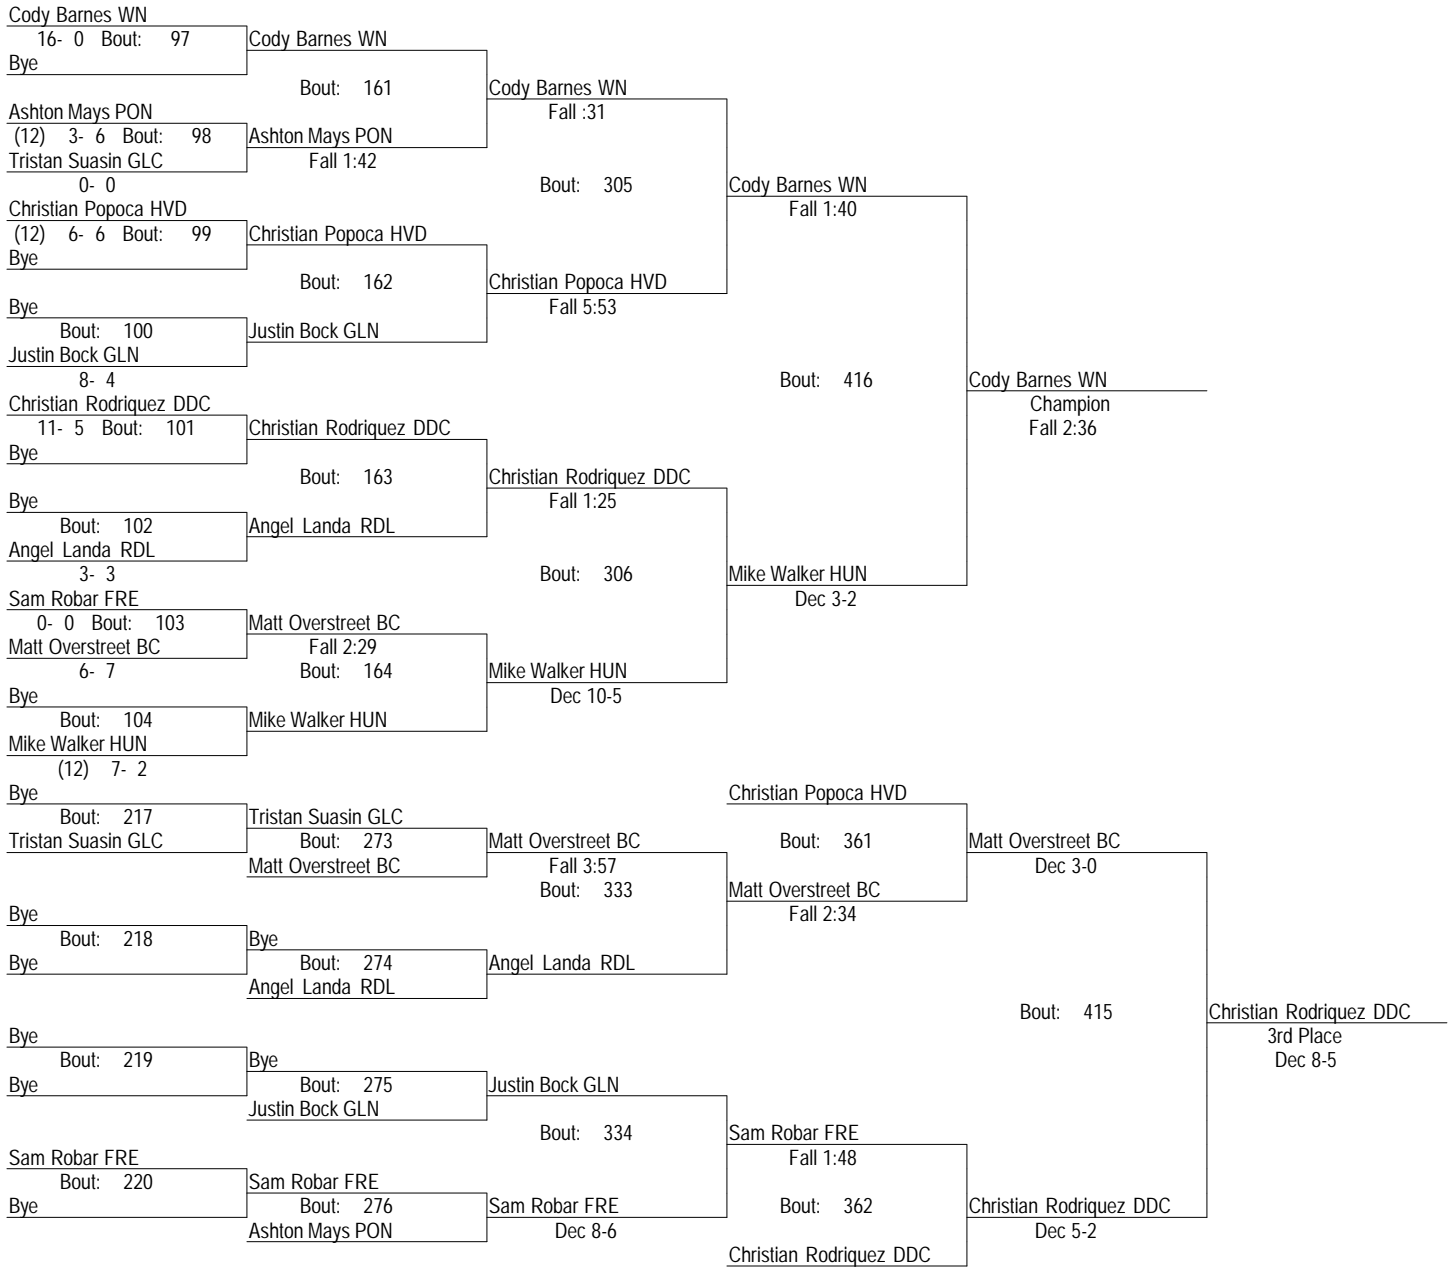 Cody Barnes WN
16- 0 Bout: 97 Cody Barnes WN
Bye
Bout: 161 Cody Barnes WN
Ashton Mays PON Fall :31
(12) 3- 6 Bout: 98 Ashton Mays PON
Tristan Suasin GLC Fall 1:42
0- 0 Bout: 305 Cody Barnes WN
Christian Popoca HVD Fall 1:40
(12) 6- 6 Bout: 99 Christian Popoca HVD
Bye
Bout: 162 Christian Popoca HVD
Bye Fall 5:53
Bout: 100 Justin Bock GLN
Justin Bock GLN
8- 4 Bout: 416 Cody Barnes WN
Christian Rodriquez DDC Champion
11- 5 Bout: 101 Christian Rodriquez DDC Fall 2:36
Bye
Bout: 163 Christian Rodriquez DDC
Bye Fall 1:25
Bout: 102 Angel Landa RDL
Angel Landa RDL
3- 3 Bout: 306 Mike Walker HUN
Sam Robar FRE Dec 3-2
0- 0 Bout: 103 Matt Overstreet BC
Matt Overstreet BC Fall 2:29
6- 7 Bout: 164 Mike Walker HUN
Bye Dec 10-5
Bout: 104 Mike Walker HUN
Mike Walker HUN
(12) 7- 2
Bye Christian Popoca HVD
Bout: 217 Tristan Suasin GLC
Tristan Suasin GLC Bout: 273 Matt Overstreet BC Bout: 361 Matt Overstreet BC
Matt Overstreet BC Fall 3:57 Dec 3-0
Bout: 333 Matt Overstreet BC
Bye Fall 2:34
Bout: 218 Bye
Bye Bout: 274 Angel Landa RDL
Angel Landa RDL
Bout: 415 Christian Rodriquez DDC
Bye 3rd Place
Bout: 219 Bye Dec 8-5
Bye Bout: 275 Justin Bock GLN
Justin Bock GLN
Bout: 334 Sam Robar FRE
Sam Robar FRE Fall 1:48
Bout: 220 Sam Robar FRE
Bye Bout: 276 Sam Robar FRE Bout: 362 Christian Rodriquez DDC
Ashton Mays PON Dec 8-6 Dec 5-2
Christian Rodriquez DDC